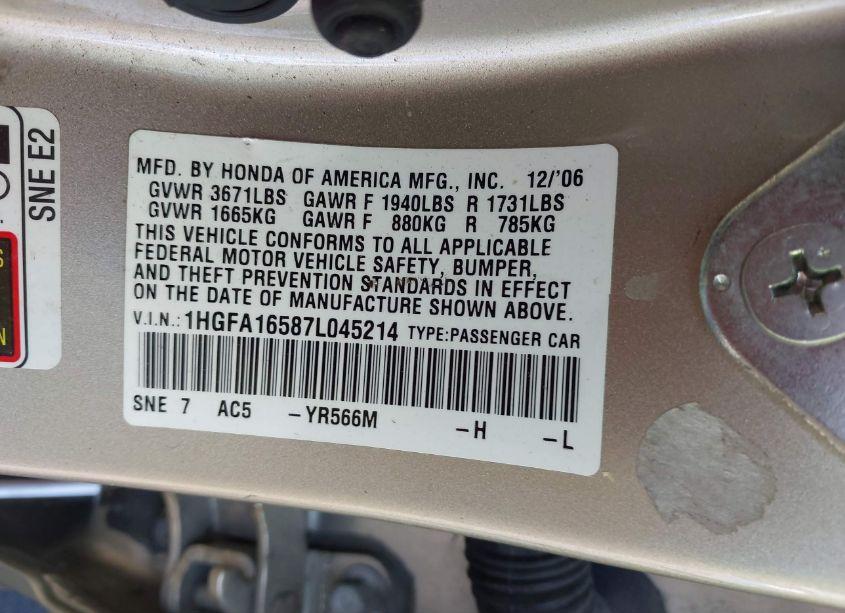 SNE E2
S
N
MFD. BY HONDA OF AMERICA MFG., INC. 12/'06
GVWR 3671LBS GAWR F 1940LBS R 1731LBS
GVWR 1665KG GAWR F 880KG R 785KG
THIS VEHICLE CONFORMS TO ALL APPLICABLE
FEDERAL MOTOR VEHICLE SAFETY, BUMPER,
AND THEFT PREVENTION STANDARDS IN EFFECT
ON THE DATE OF MANUFACTURE SHOWN ABOVE.
V.I.N.: 1HGFA16587L045214 TYPE:PASSENGER CAR
SNE 7 AC5 -YR566M -H -L